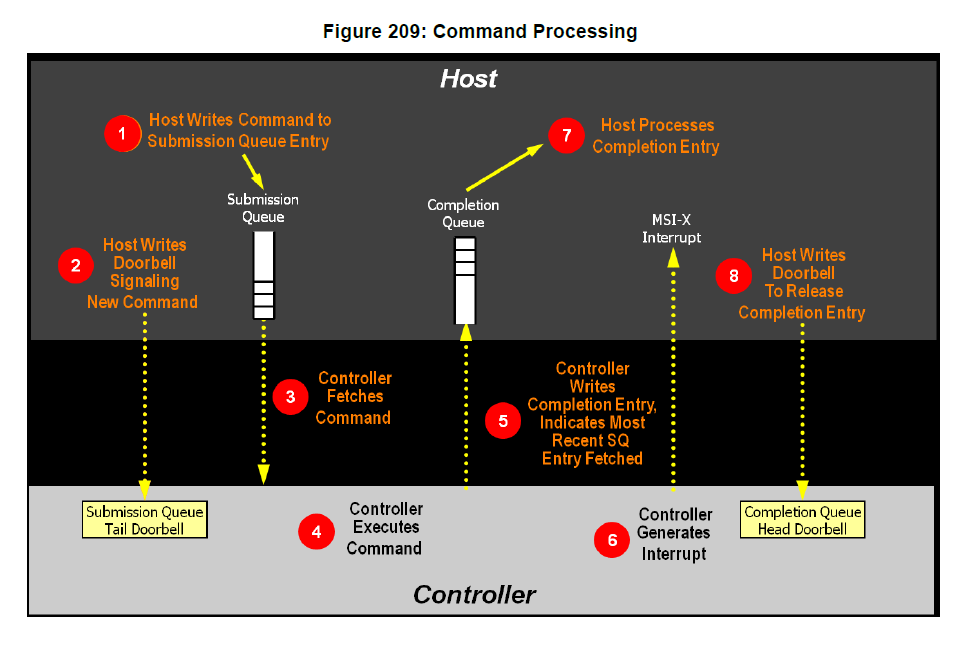 Figure 209: Command Processing
Host
1
Host Writes Command to
Submission Queue Entry
7
Host Processes
Completion Entry
Submission
Queue
Completion
Queue
MSI-X
Interrupt
2
Host Writes
Doorbell
Signaling
New Command
8
Host Writes
Doorbell
To Release
Completion Entry
3
Controller
Fetches
Command
5
Controller
Writes
Completion Entry,
Indicates Most
Recent SQ
Entry Fetched
Submission Queue
Tail Doorbell
4
Controller
Executes
Command
6
Controller
Generates
Interrupt
Completion Queue
Head Doorbell
Controller